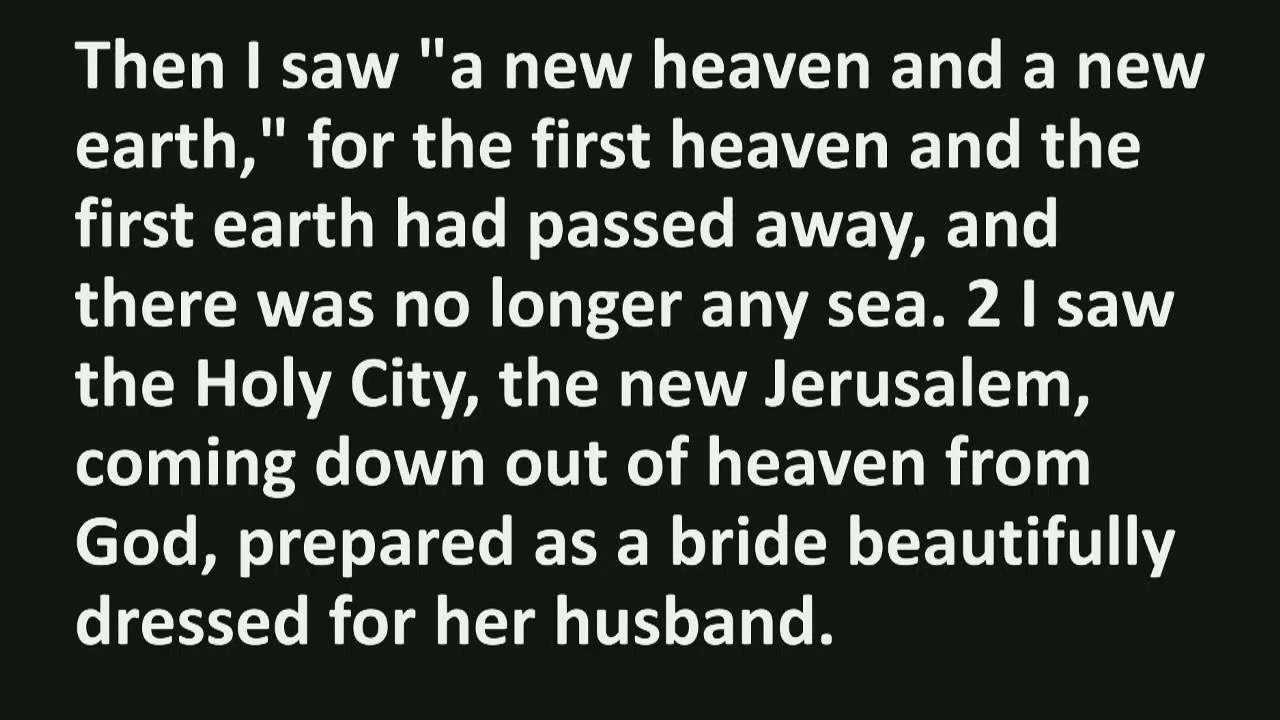 Then I saw "a new heaven and a new
earth," for the first heaven and the
first earth had passed away, and
there was no longer any sea. 2 I saw
the Holy City, the new Jerusalem,
coming down out of heaven from
God, prepared as a bride beautifully
dressed for her husband.